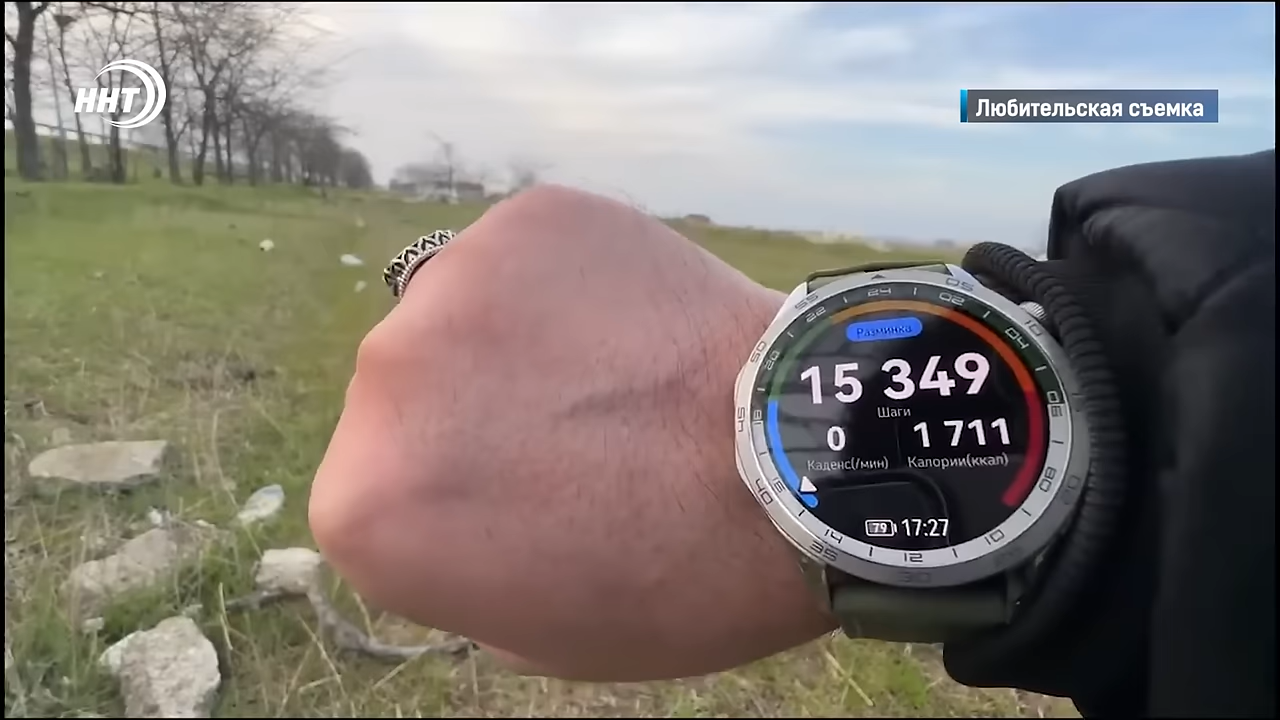 ННТ
Любительская съемка
Разминка
15 349
Шаги
0
1 711
Каденс(/мин)
Калории(ккал)
79
17:27